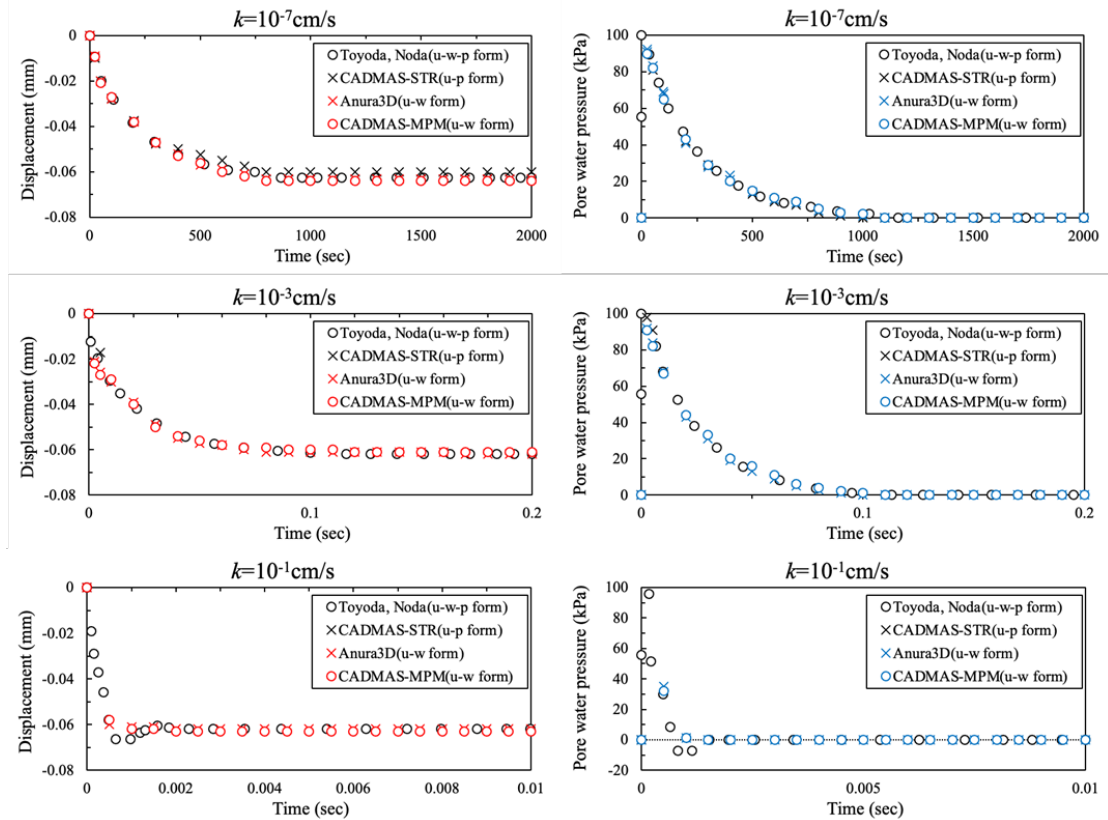 k=10-7cm/s
0
-0.02
-0.04
-0.06
-0.08
Displacement (mm)
Toyoda, Noda(u-w-p form)
CADMAS-STR(u-p form)
Anura3D(u-w form)
CADMAS-MPM(u-w form)
0 500 1000 1500 2000
Time (sec)
k=10-7cm/s
100
80
60
40
20
0
Pore water pressure (kPa)
Toyoda, Noda(u-w-p form)
CADMAS-STR(u-p form)
Anura3D(u-w form)
CADMAS-MPM(u-w form)
0 500 1000 1500 2000
Time (sec)
k=10-3cm/s
0
-0.02
-0.04
-0.06
-0.08
Displacement (mm)
Toyoda, Noda(u-w-p form)
CADMAS-STR(u-p form)
Anura3D(u-w form)
CADMAS-MPM(u-w form)
0 0.1 0.2
Time (sec)
k=10-3cm/s
100
80
60
40
20
0
Pore water pressure (kPa)
Toyoda, Noda(u-w-p form)
CADMAS-STR(u-p form)
Anura3D(u-w form)
CADMAS-MPM(u-w form)
0 0.1 0.2
Time (sec)
k=10-1cm/s
0
-0.02
-0.04
-0.06
-0.08
Displacement (mm)
Toyoda, Noda(u-w-p form)
CADMAS-STR(u-p form)
Anura3D(u-w form)
CADMAS-MPM(u-w form)
0 0.002 0.004 0.006 0.008 0.01
Time (sec)
k=10-1cm/s
100
80
60
40
20
0
-20
Pore water pressure (kPa)
Toyoda, Noda(u-w-p form)
CADMAS-STR(u-p form)
Anura3D(u-w form)
CADMAS-MPM(u-w form)
0 0.005 0.01
Time (sec)